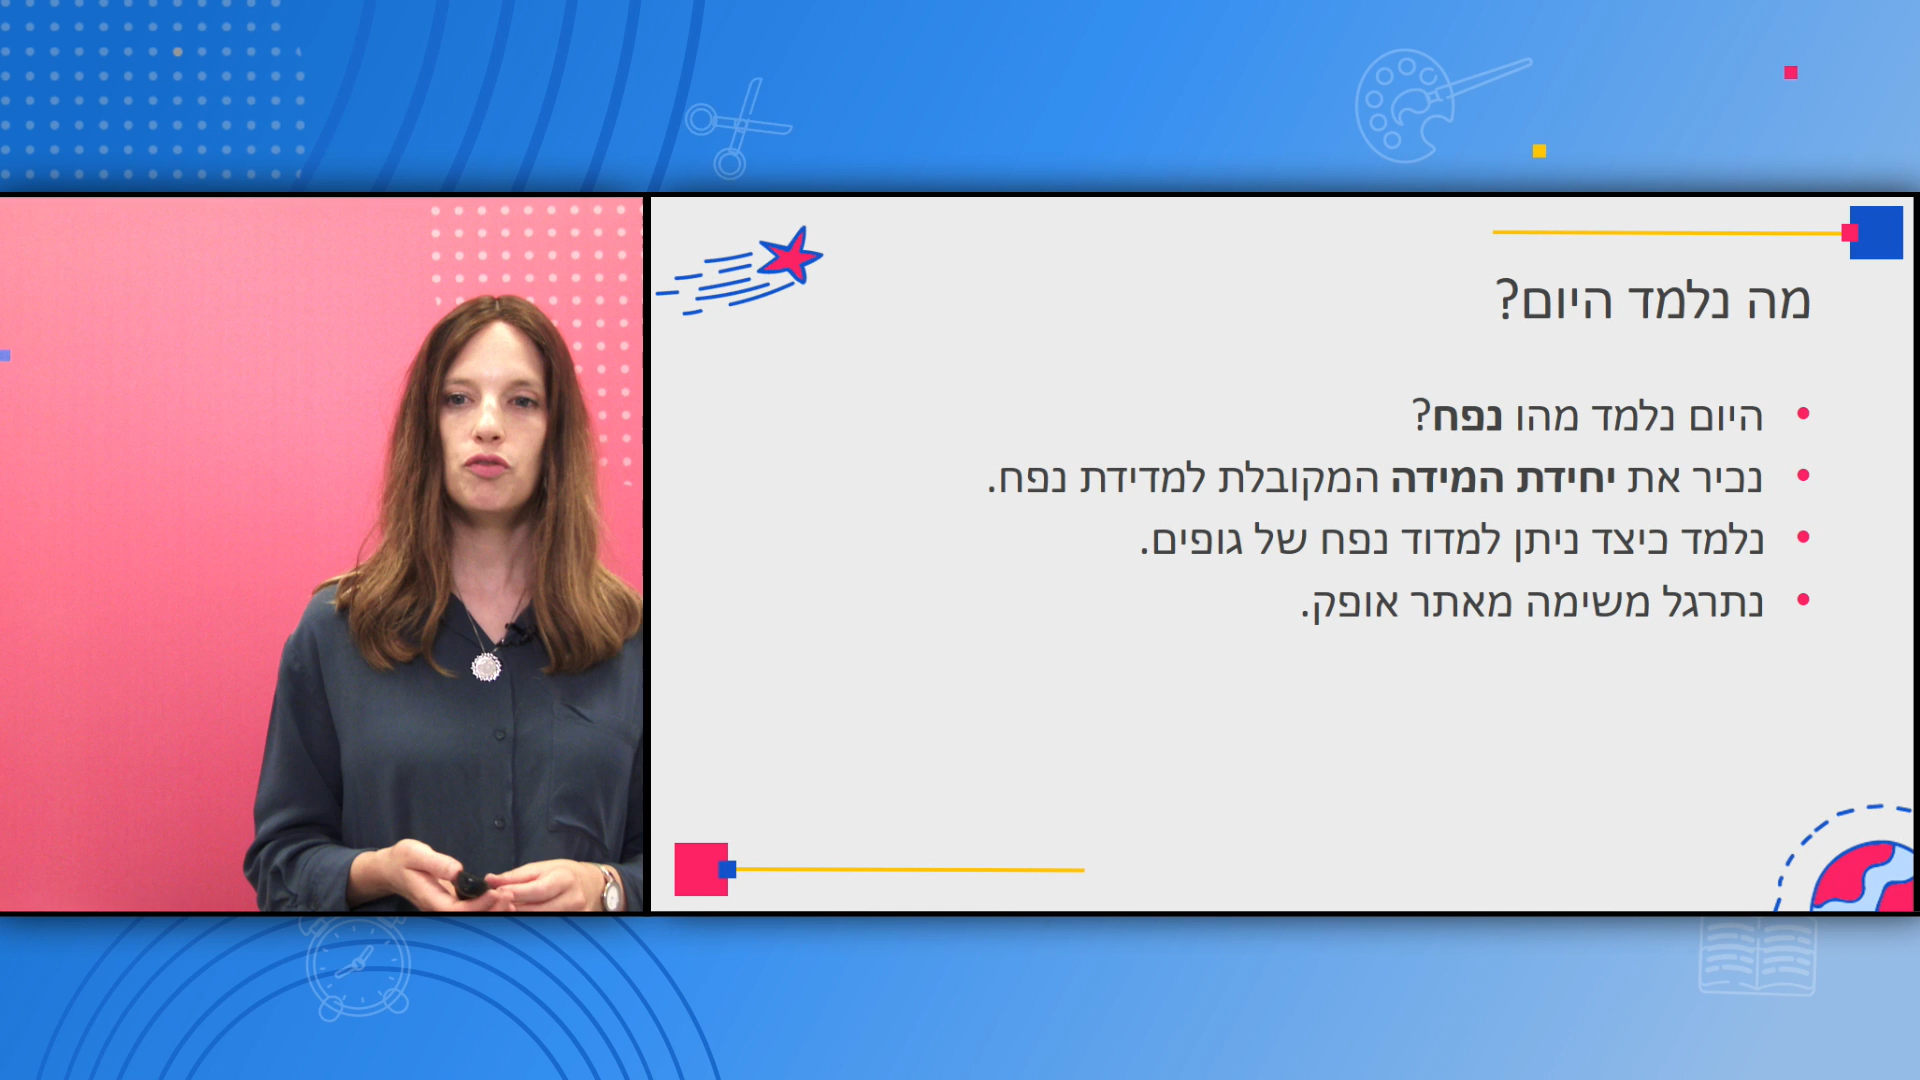 מה נלמד היום?
היום נלמד מהו נפח?
נכיר את יחידת המידה המקובלת למדידת נפח.
נלמד כיצד ניתן למדוד נפח של גופים.
נתרגל משימה מאתר אופק.